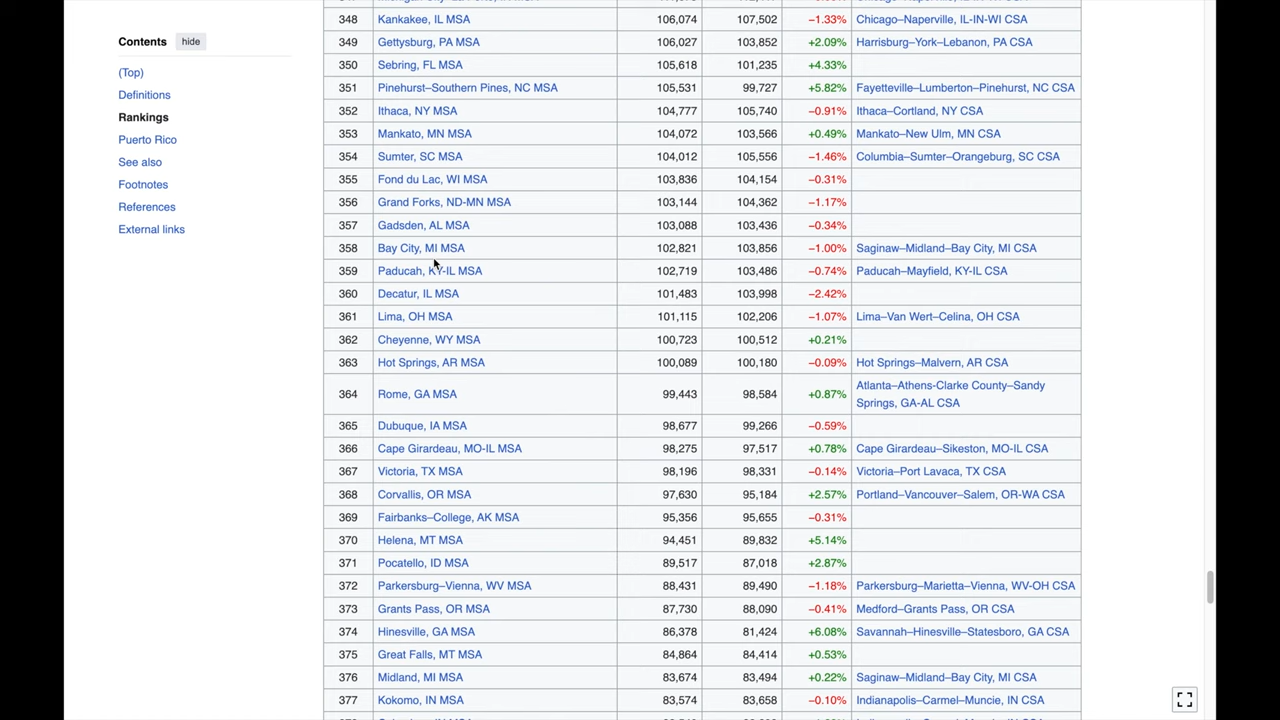 Contents hide
(Top)
Definitions
Rankings
Puerto Rico
See also
Footnotes
References
External links
348 Kankakee, IL MSA 106,074 107,502 −1.33% Chicago–Naperville, IL-IN-WI CSA
349 Gettysburg, PA MSA 106,027 103,852 +2.09% Harrisburg–York–Lebanon, PA CSA
350 Sebring, FL MSA 105,618 101,235 +4.33%
351 Pinehurst–Southern Pines, NC MSA 105,531 99,727 +5.82% Fayetteville–Lumberton–Pinehurst, NC CSA
352 Ithaca, NY MSA 104,777 105,740 −0.91% Ithaca–Cortland, NY CSA
353 Mankato, MN MSA 104,072 103,566 +0.49% Mankato–New Ulm, MN CSA
354 Sumter, SC MSA 104,012 105,556 −1.46% Columbia–Sumter–Orangeburg, SC CSA
355 Fond du Lac, WI MSA 103,836 104,154 −0.31%
356 Grand Forks, ND-MN MSA 103,144 104,362 −1.17%
357 Gadsden, AL MSA 103,088 103,436 −0.34%
358 Bay City, MI MSA 102,821 103,856 −1.00% Saginaw–Midland–Bay City, MI CSA
359 Paducah, KY-IL MSA 102,719 103,486 −0.74% Paducah–Mayfield, KY-IL CSA
360 Decatur, IL MSA 101,483 103,998 −2.42%
361 Lima, OH MSA 101,115 102,206 −1.07% Lima–Van Wert–Celina, OH CSA
362 Cheyenne, WY MSA 100,723 100,512 +0.21%
363 Hot Springs, AR MSA 100,089 100,180 −0.09% Hot Springs–Malvern, AR CSA
364 Rome, GA MSA 99,443 98,584 +0.87% Atlanta–Athens-Clarke County–Sandy
Springs, GA-AL CSA
365 Dubuque, IA MSA 98,677 99,266 −0.59%
366 Cape Girardeau, MO-IL MSA 98,275 97,517 +0.78% Cape Girardeau–Sikeston, MO-IL CSA
367 Victoria, TX MSA 98,196 98,331 −0.14% Victoria–Port Lavaca, TX CSA
368 Corvallis, OR MSA 97,630 95,184 +2.57% Portland–Vancouver–Salem, OR-WA CSA
369 Fairbanks–College, AK MSA 95,356 95,655 −0.31%
370 Helena, MT MSA 94,451 89,832 +5.14%
371 Pocatello, ID MSA 89,517 87,018 +2.87%
372 Parkersburg–Vienna, WV MSA 88,431 89,490 −1.18% Parkersburg–Marietta–Vienna, WV-OH CSA
373 Grants Pass, OR MSA 87,730 88,090 −0.41% Medford–Grants Pass, OR CSA
374 Hinesville, GA MSA 86,378 81,424 +6.08% Savannah–Hinesville–Statesboro, GA CSA
375 Great Falls, MT MSA 84,864 84,414 +0.53%
376 Midland, MI MSA 83,674 83,494 +0.22% Saginaw–Midland–Bay City, MI CSA
377 Kokomo, IN MSA 83,574 83,658 −0.10% Indianapolis–Carmel–Muncie, IN CSA